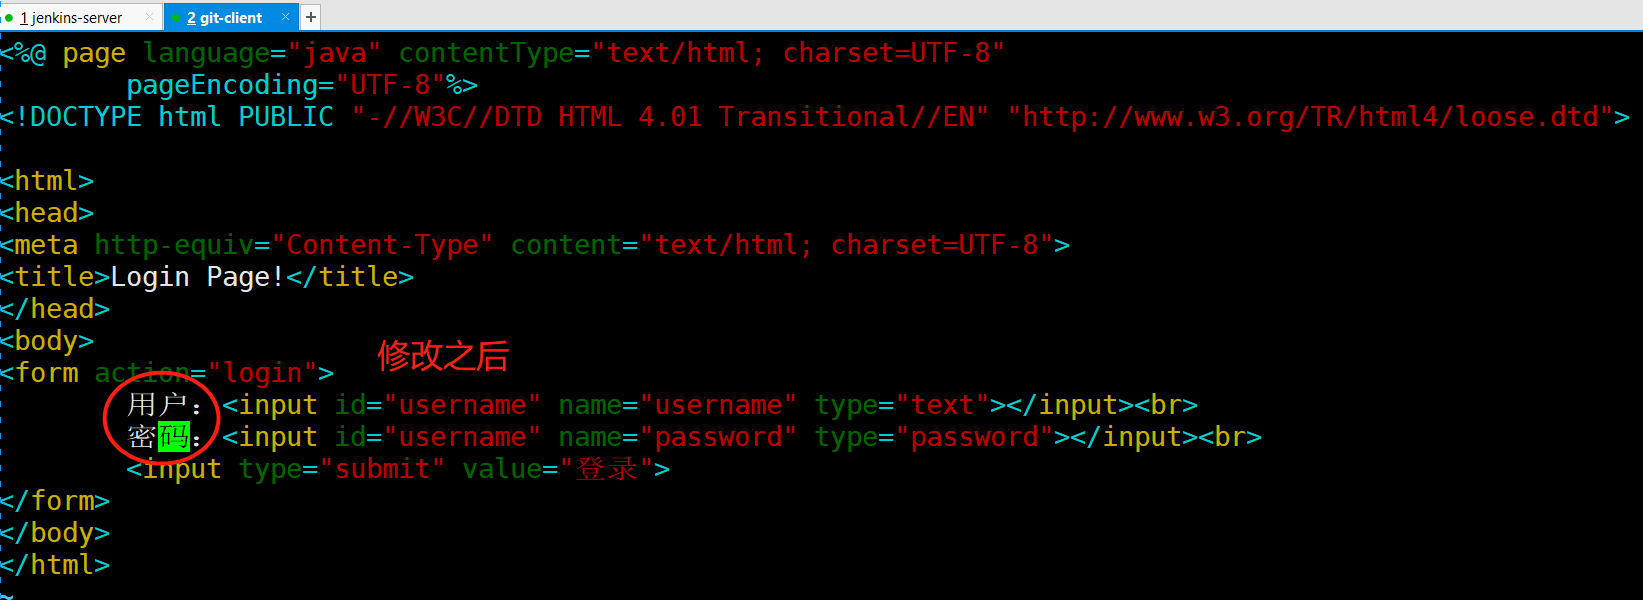 1 jenkins-server × 2 git-client × +
<%@ page language="java" contentType="text/html; charset=UTF-8"
pageEncoding="UTF-8"%>
<!DOCTYPE html PUBLIC "-//W3C//DTD HTML 4.01 Transitional//EN" "http://www.w3.org/TR/html4/loose.dtd">
<html>
<head>
<meta http-equiv="Content-Type" content="text/html; charset=UTF-8">
<title>Login Page!</title>
</head>
<body>
修改之后
<form action="login">
用户：<input id="username" name="username" type="text"></input><br>
密码：<input id="username" name="password" type="password"></input><br>
<input type="submit" value="登录">
</form>
</body>
</html>
~